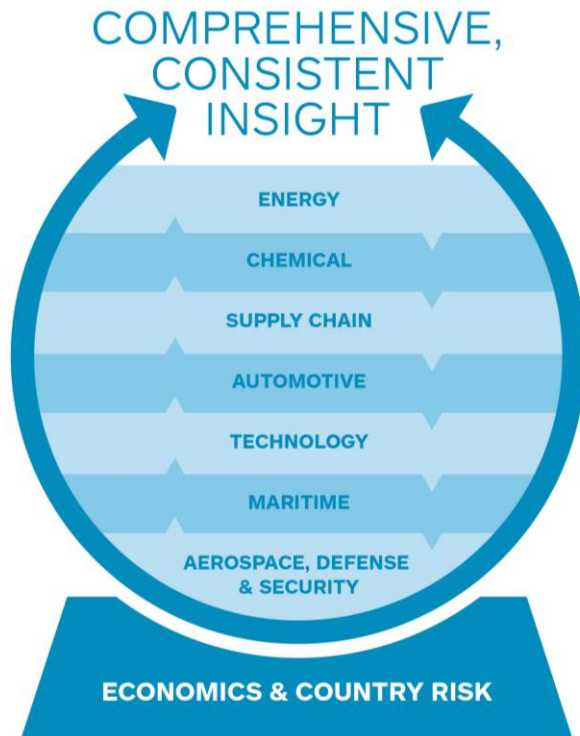 COMPREHENSIVE,
CONSISTENT
INSIGHT
ENERGY
CHEMICAL
SUPPLY CHAIN
AUTOMOTIVE
TECHNOLOGY
MARITIME
AEROSPACE, DEFENSE
& SECURITY
ECONOMICS & COUNTRY RISK